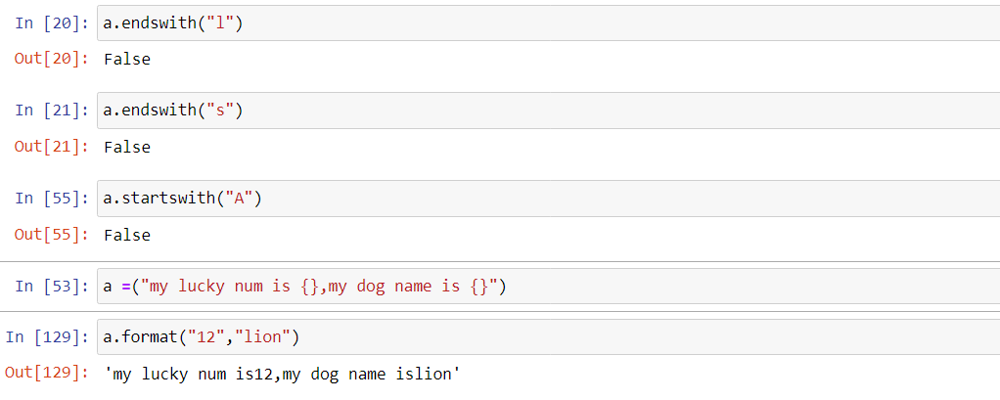 In [20]: a.endswith("l")
Out[20]: False
In [21]: a.endswith("s")
Out[21]: False
In [55]: a.startswith("A")
Out[55]: False
In [53]: a =("my lucky num is {},my dog name is {}")
In [129]: a.format("12","lion")
Out[129]: 'my lucky num is12,my dog name islion'